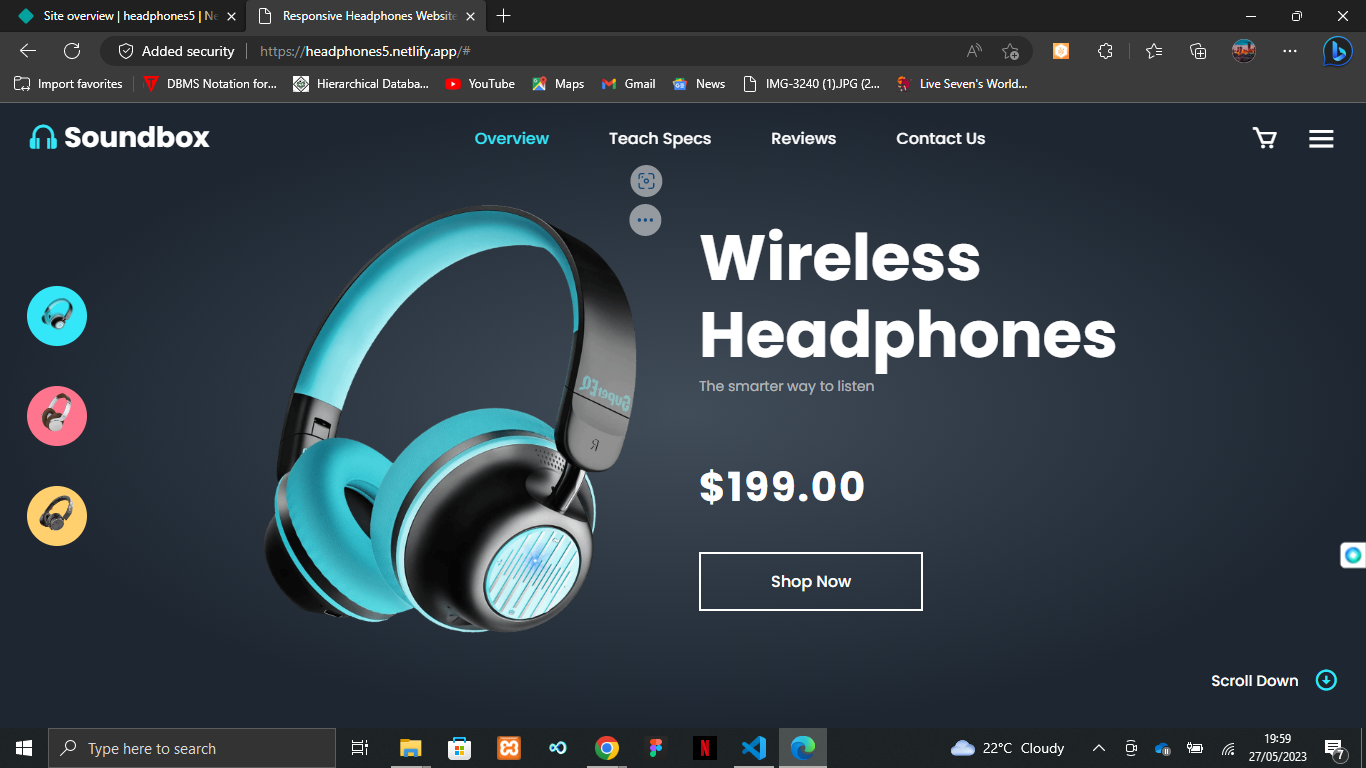 Site overview | headphones5 | Ne
Responsive Headphones Website
Added security
https://headphones5.netlify.app/#
Import favorites
DBMS Notation for...
Hierarchical Databa...
YouTube
Maps
Gmail
News
IMG-3240 (1).JPG (2...
Live Seven's World...
Soundbox
Overview
Teach Specs
Reviews
Contact Us
Wireless
Headphones
The smarter way to listen
SuperEQ
R
$199.00
Shop Now
Scroll Down
Type here to search
22°C Cloudy
19:59
27/05/2023
7